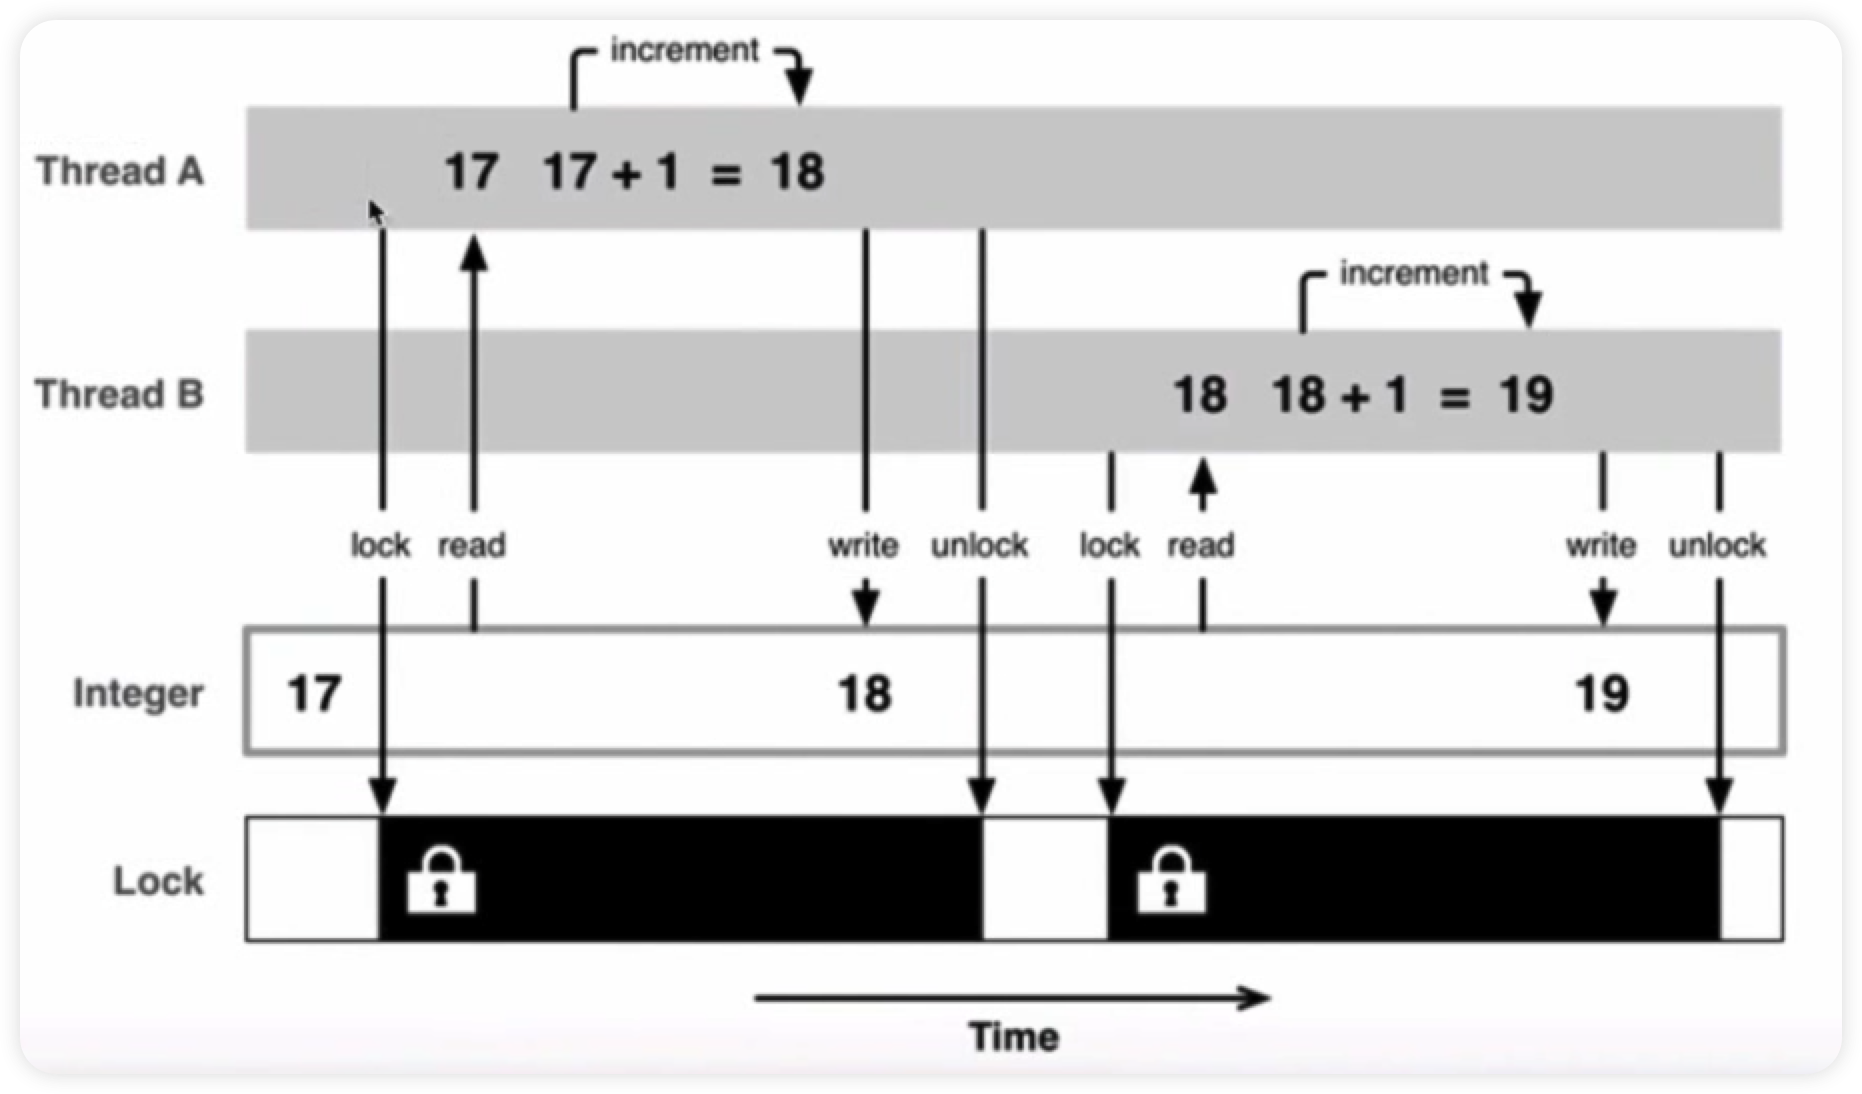 increment
Thread A 17 17 + 1 = 18
increment
Thread B 18 18 + 1 = 19
lock read write unlock lock read write unlock
Integer 17 18 19
Lock
Time